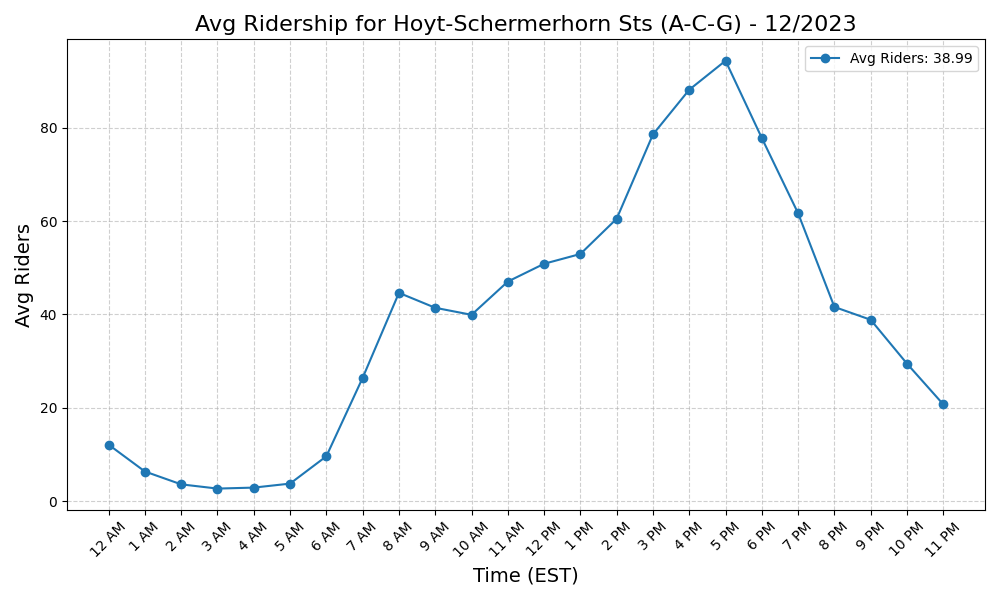 Avg Ridership for Hoyt-Schermerhorn Sts (A-C-G) - 12/2023
Avg Riders: 38.99
Avg Riders
80
60
40
20
0
12 AM
1 AM
2 AM
3 AM
4 AM
5 AM
6 AM
7 AM
8 AM
9 AM
10 AM
11 AM
12 PM
1 PM
2 PM
3 PM
4 PM
5 PM
6 PM
7 PM
8 PM
9 PM
10 PM
11 PM
Time (EST)